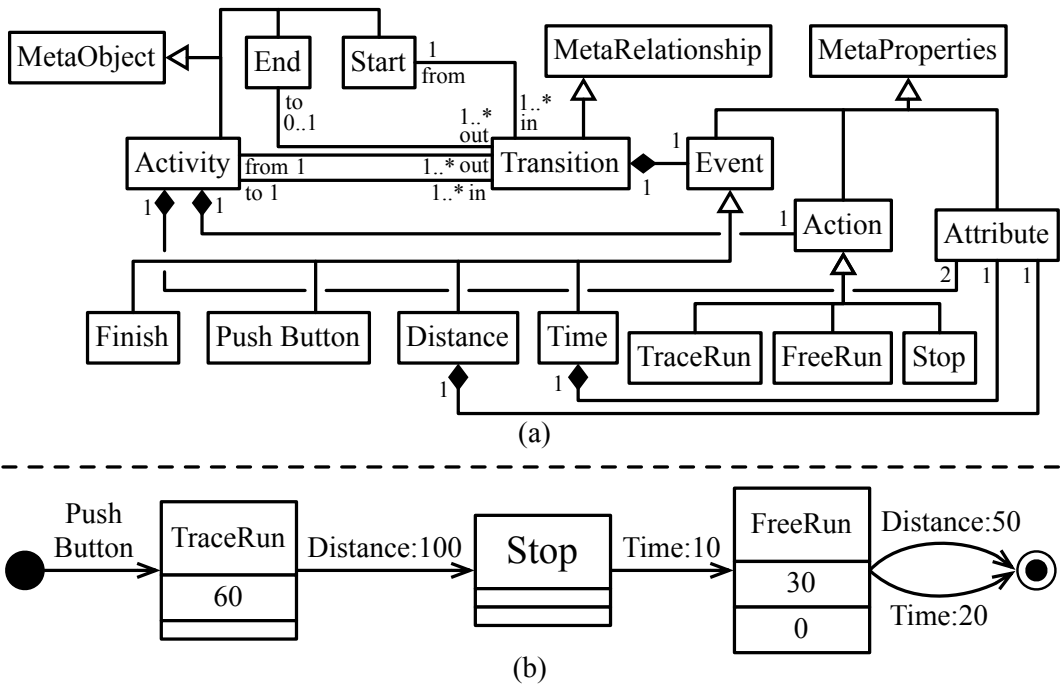 MetaObject
End
Start
MetaRelationship
MetaProperties
1
from
to
0..1
1..*
out
1..*
in
Activity
from 1
1..* out
to 1
1..* in
Transition
1
1
Event
1
1
1
Action
Attribute
2
1
1
Finish
Push Button
Distance
Time
TraceRun
FreeRun
Stop
1
1
(a)
Push
Button
TraceRun
60
Distance:100
Stop
Time:10
FreeRun
30
0
Distance:50
Time:20
(b)